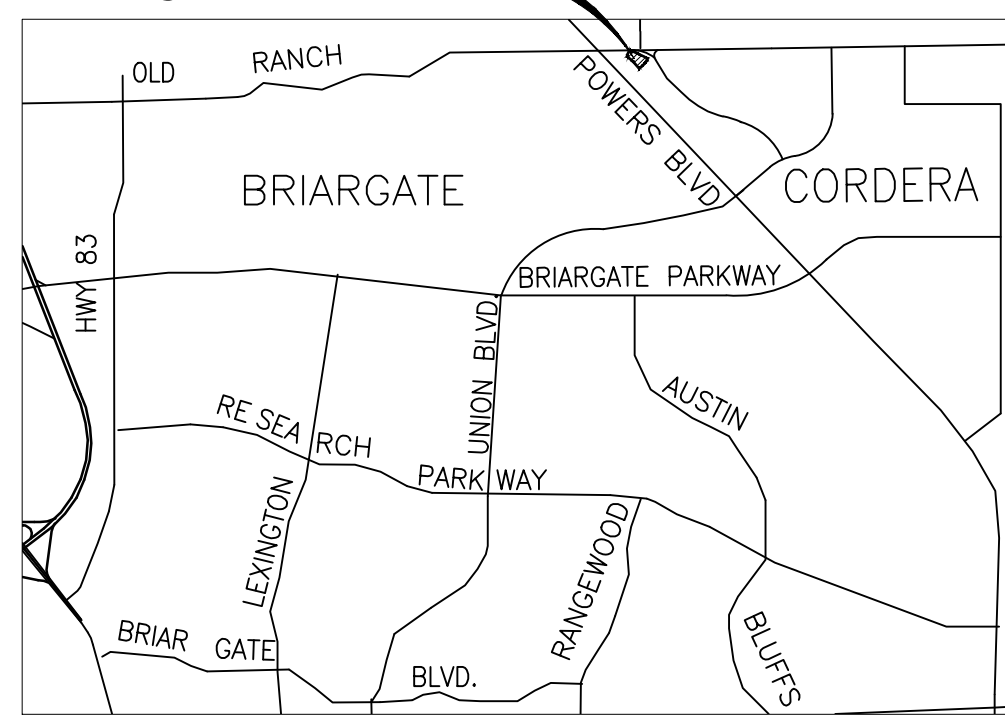 OLD
RANCH
POWERS BLVD
BRIARGATE
CORDERA
HWY 83
BRIARGATE PARKWAY
UNION BLVD.
AUSTIN
RE SEA RCH
PARK WAY
LEXINGTON
RANGEWOOD
BRIAR GATE
BLVD.
BLUFFS